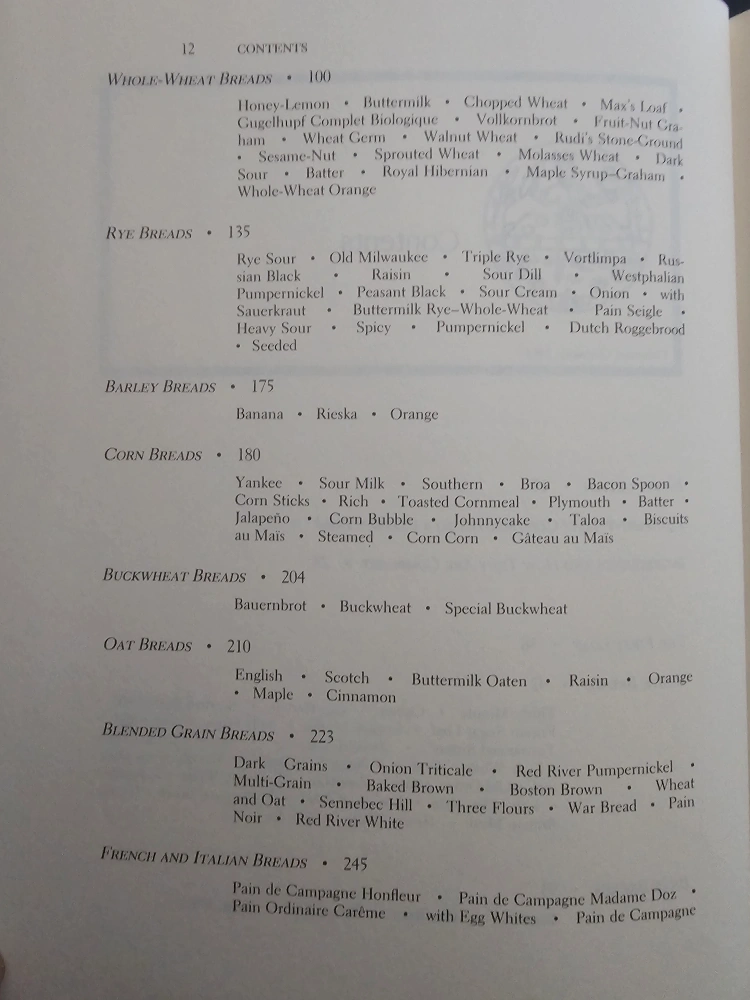 12 CONTENTS
WHOLE-WHEAT BREADS • 100
Honey-Lemon • Buttermilk • Chopped Wheat • Max's Loaf •
Gugelhupf Complet Biologique • Vollkornbrot • Fruit-Nut Gra-
ham • Wheat Germ • Walnut Wheat • Rudi's Stone-Ground
• Sesame-Nut • Sprouted Wheat • Molasses Wheat • Dark
Sour • Batter • Royal Hibernian • Maple Syrup–Graham •
Whole-Wheat Orange
RYE BREADS • 135
Rye Sour • Old Milwaukee • Triple Rye • Vortlimpa • Rus-
sian Black • Raisin • Sour Dill • Westphalian
Pumpernickel • Peasant Black • Sour Cream • Onion • with
Sauerkraut • Buttermilk Rye–Whole-Wheat • Pain Seigle •
Heavy Sour • Spicy • Pumpernickel • Dutch Roggebrood
• Seeded
BARLEY BREADS • 175
Banana • Rieska • Orange
CORN BREADS • 180
Yankee • Sour Milk • Southern • Broa • Bacon Spoon •
Corn Sticks • Rich • Toasted Cornmeal • Plymouth • Batter •
Jalapeño • Corn Bubble • Johnnycake • Taloa • Biscuits
au Maïs • Steamed • Corn Corn • Gâteau au Maïs
BUCKWHEAT BREADS • 204
Bauernbrot • Buckwheat • Special Buckwheat
OAT BREADS • 210
English • Scotch • Buttermilk Oaten • Raisin • Orange
• Maple • Cinnamon
BLENDED GRAIN BREADS • 223
Dark Grains • Onion Triticale • Red River Pumpernickel •
Multi-Grain • Baked Brown • Boston Brown • Wheat
and Oat • Sennebec Hill • Three Flours • War Bread • Pain
Noir • Red River White
FRENCH AND ITALIAN BREADS • 245
Pain de Campagne Honfleur • Pain de Campagne Madame Doz •
Pain Ordinaire Carême • with Egg Whites • Pain de Campagne